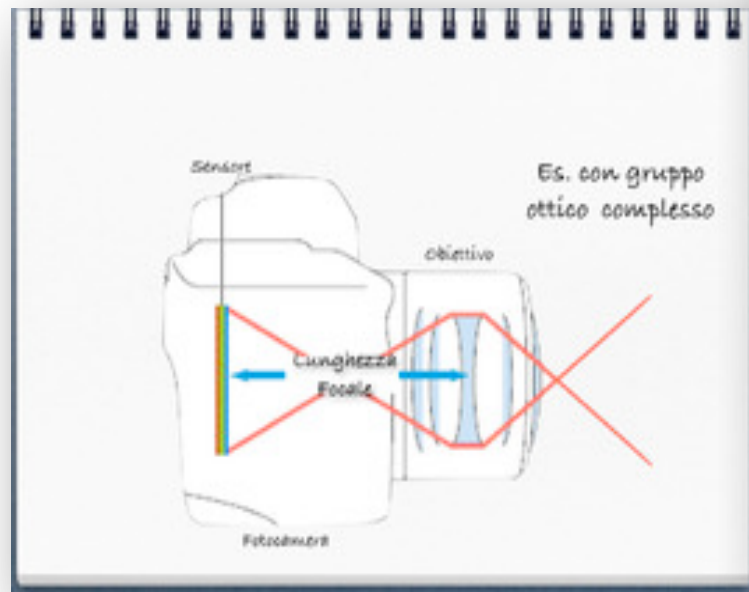 Sensore
Es. con gruppo
ottico complesso
Obiettivo
Lunghezza
Focale
Fotocamera